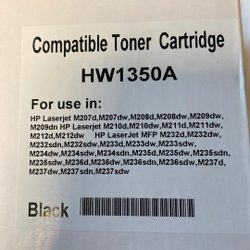 Compatible Toner Cartridge
HW1350A
For use in:
HP Laserjet M207d,M207dw,M208d,M208dw,M209dw,
M209dn HP Laserjet M210d,M210dw,M211d,M211dw,
M212d,M212dw HP LaserJet MFP M232d,M232dw,
M232sdn,M232sdw,M233d,M233dw,M233sdn,M233sdw,
M234dw,M234sdw,M234sdn,M235d,M235dw,M235sdn,
M235sdw,M236d,M236dw,M236sdn,M236sdw,M237d,
M237dw,M237sdn,M237sdw
Black